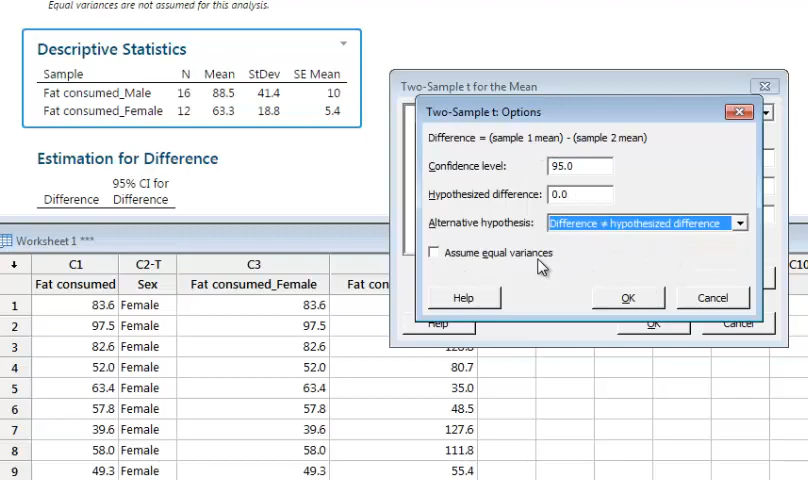 Equal variances are not assumed for this analysis.
Descriptive Statistics
Sample N Mean StDev SE Mean
Fat consumed_Male 16 88.5 41.4 10
Fat consumed_Female 12 63.3 18.8 5.4
Estimation for Difference
95% CI for
Difference Difference
Two-Sample t for the Mean
Two-Sample t: Options
Difference = (sample 1 mean) - (sample 2 mean)
Confidence level: 95.0
Hypothesized difference: 0.0
Alternative hypothesis: Difference ≠ hypothesized difference
Assume equal variances
Help OK Cancel
Help OK Cancel
Worksheet 1 ***
C1 C2-T C3 C10
Fat consumed Sex Fat consumed_Female Fat con
1 83.6 Female 83.6
2 97.5 Female 97.5
3 82.6 Female 82.6
4 52.0 Female 52.0 80.7
5 63.4 Female 63.4 35.0
6 57.8 Female 57.8 48.5
7 39.6 Female 39.6 127.6
8 58.0 Female 58.0 111.8
9 49.3 Female 49.3 55.4